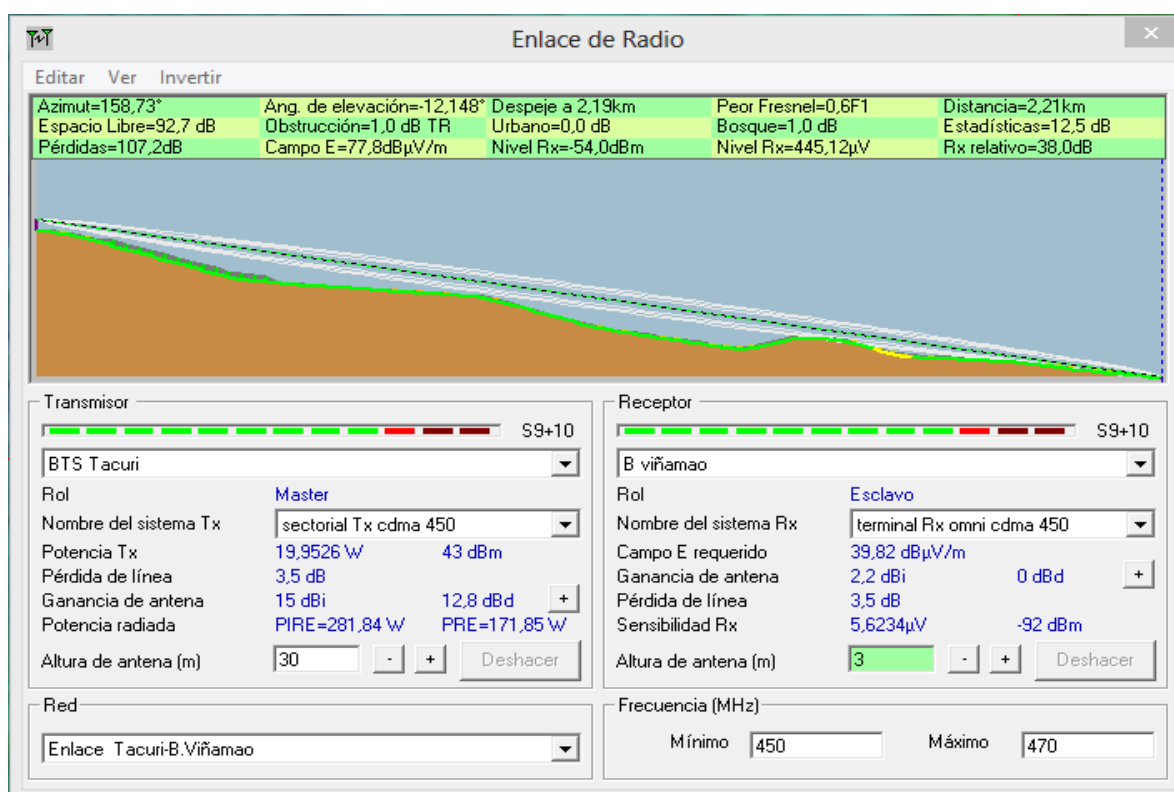 Enlace de Radio
Editar Ver Invertir
Azimut=158,73° Ang. de elevación=-12,148° Despeje a 2,19km Peor Fresnel=0,6F1 Distancia=2,21km
Espacio Libre=92,7 dB Obstrucción=1,0 dB TR Urbano=0,0 dB Bosque=1,0 dB Estadísticas=12,5 dB
Pérdidas=107,2dB Campo E=77,8dBµV/m Nivel Rx=-54,0dBm Nivel Rx=445,12µV Rx relativo=38,0dB
Transmisor
S9+10
BTS Tacuri
Rol Master
Nombre del sistema Tx sectorial Tx cdma 450
Potencia Tx 19,9526 W 43 dBm
Pérdida de línea 3,5 dB
Ganancia de antena 15 dBi 12,8 dBd +
Potencia radiada PIRE=281,84 W PRE=171,85 W
Altura de antena (m) 30 - + Deshacer
Receptor
S9+10
B viñamao
Rol Esclavo
Nombre del sistema Rx terminal Rx omni cdma 450
Campo E requerido 39,82 dBµV/m
Ganancia de antena 2,2 dBi 0 dBd +
Pérdida de línea 3,5 dB
Sensibilidad Rx 5,6234µV -92 dBm
Altura de antena (m) 3 - + Deshacer
Red
Enlace Tacuri-B.Viñamao
Frecuencia (MHz)
Mínimo 450 Máximo 470